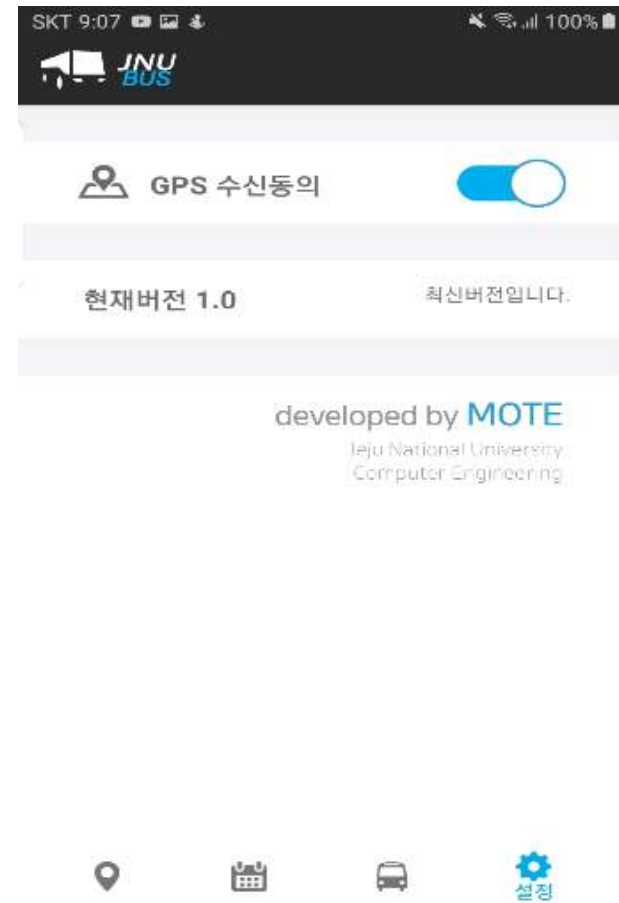 SKT 9:07 100%
JNU
BUS
GPS 수신동의
현재버전 1.0 최신버전입니다.
developed by MOTE
Jeju National University
Computer Engineering
설정